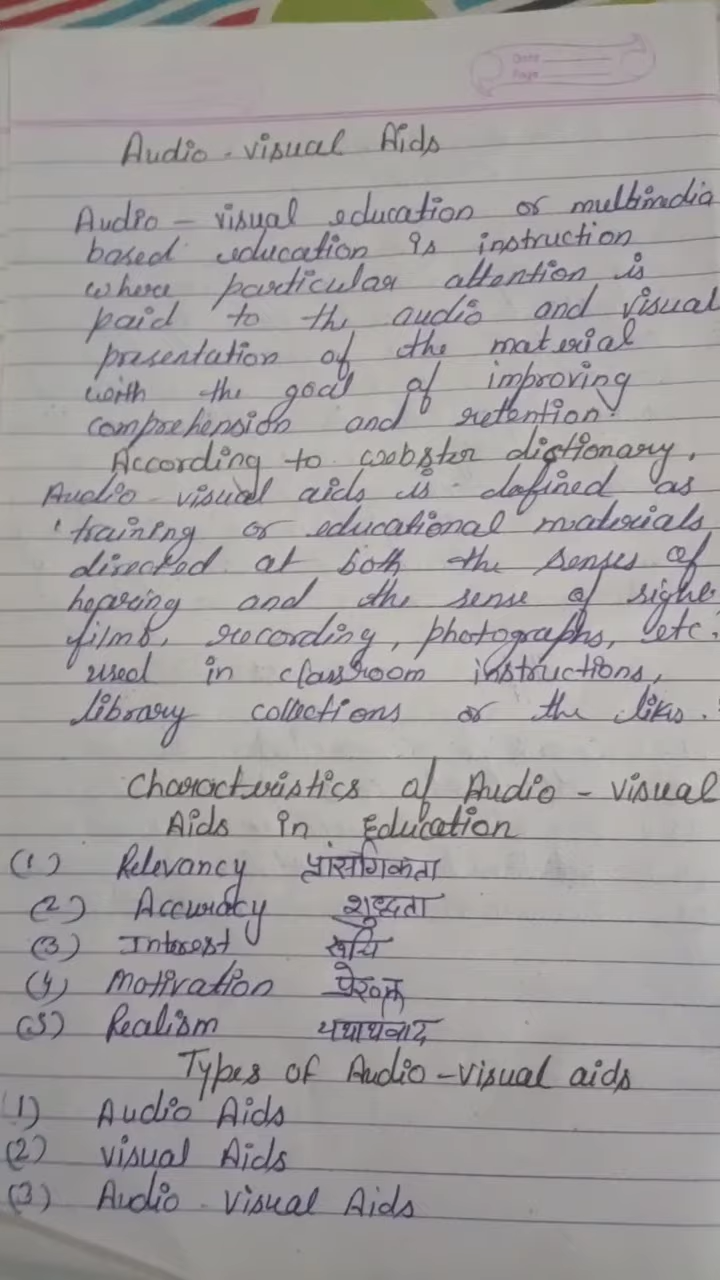 Date
Page
Audio-visual Aids
Audio - visual education or multimedia
based education is instruction
where particular attention is
paid to the audio and visual
presentation of the material
with the goal of improving
comprehension and retention.
According to webster dictionary,
Audio visual aids is defined as
'training or educational materials
directed at both the senses of
hearing and the sense of sight
films, recording, photographs, etc.
used in classroom instructions,
library collections or the likes.'
Characteristics of Audio - visual
Aids in Education
(1) Relevancy प्रांसगिकता
(2) Accuracy शुद्धता
(3) Interest रूचि
(4) Motivation
(5) Realism यथार्थवाद
Types of Audio-visual aids
(1) Audio Aids
(2) visual Aids
(3) Audio-visual Aids